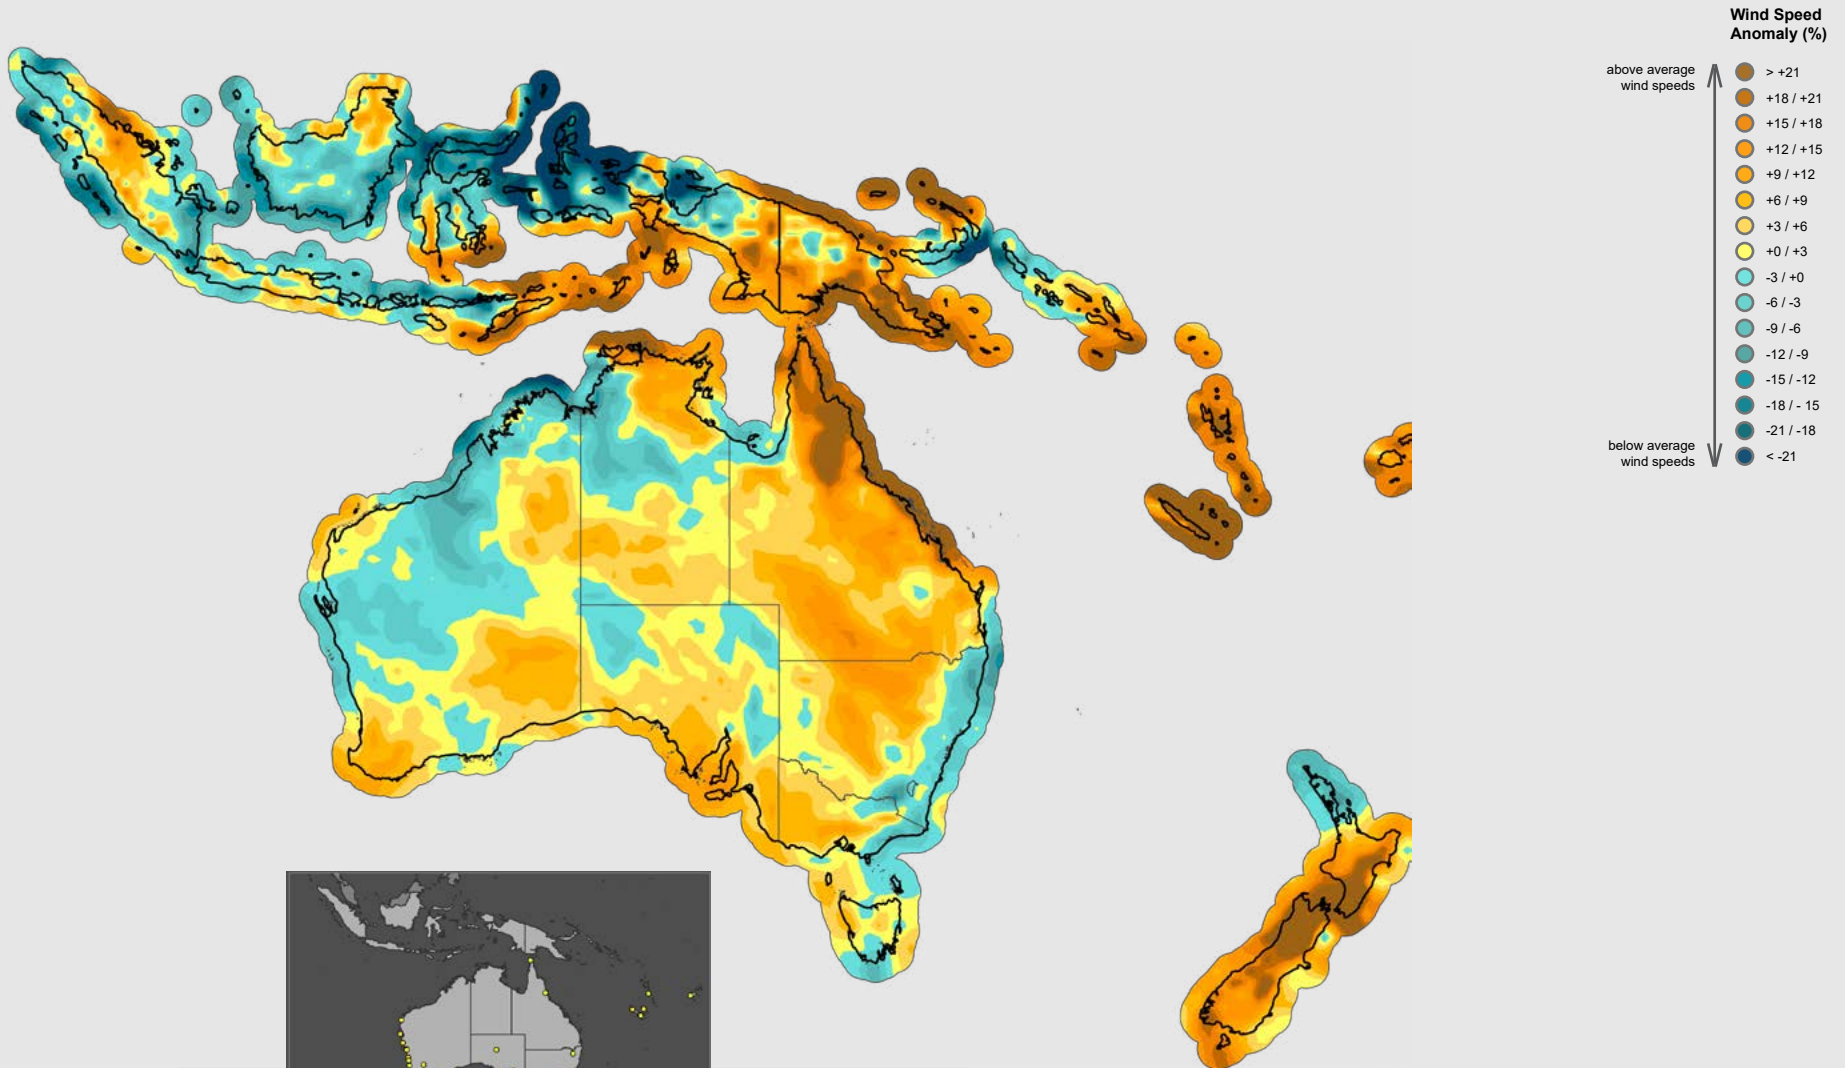 Wind Speed
Anomaly (%)
above average
wind speeds
> +21
+18 / +21
+15 / +18
+12 / +15
+9 / +12
+6 / +9
+3 / +6
+0 / +3
-3 / +0
-6 / -3
-9 / -6
-12 / -9
-15 / -12
-18 / - 15
-21 / -18
< -21
below average
wind speeds